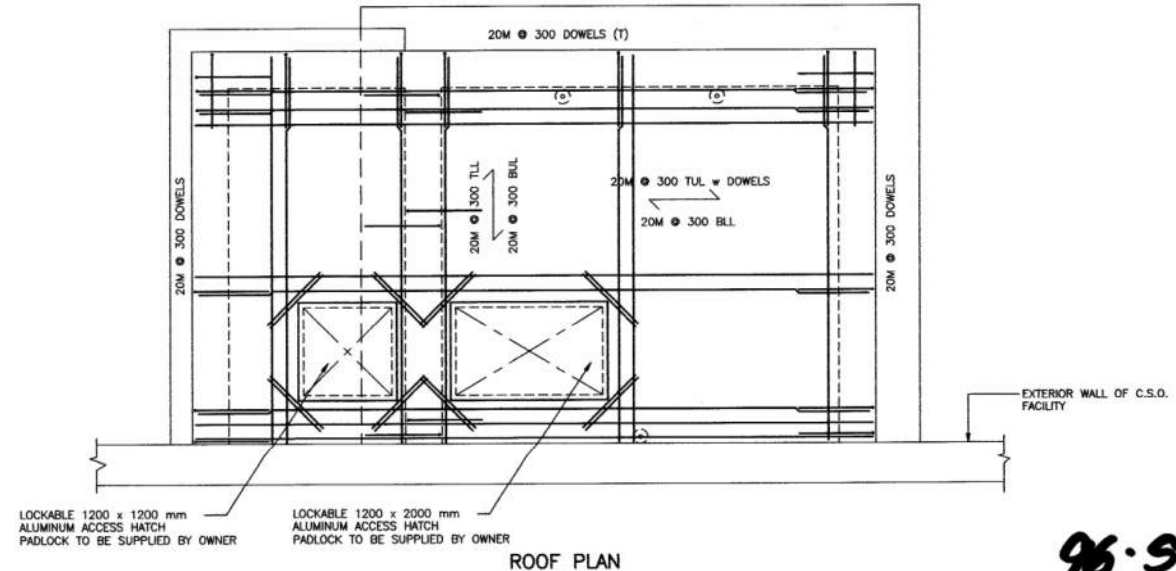 20M @ 300 DOWELS (T)
20M @ 300 DOWELS
20M @ 300 TLL
20M @ 300 BUL
20M @ 300 TUL w DOWELS
20M @ 300 BLL
20M @ 300 DOWELS
EXTERIOR WALL OF C.S.O.
FACILITY
LOCKABLE 1200 x 1200 mm
ALUMINUM ACCESS HATCH
PADLOCK TO BE SUPPLIED BY OWNER
LOCKABLE 1200 x 2000 mm
ALUMINUM ACCESS HATCH
PADLOCK TO BE SUPPLIED BY OWNER
ROOF PLAN